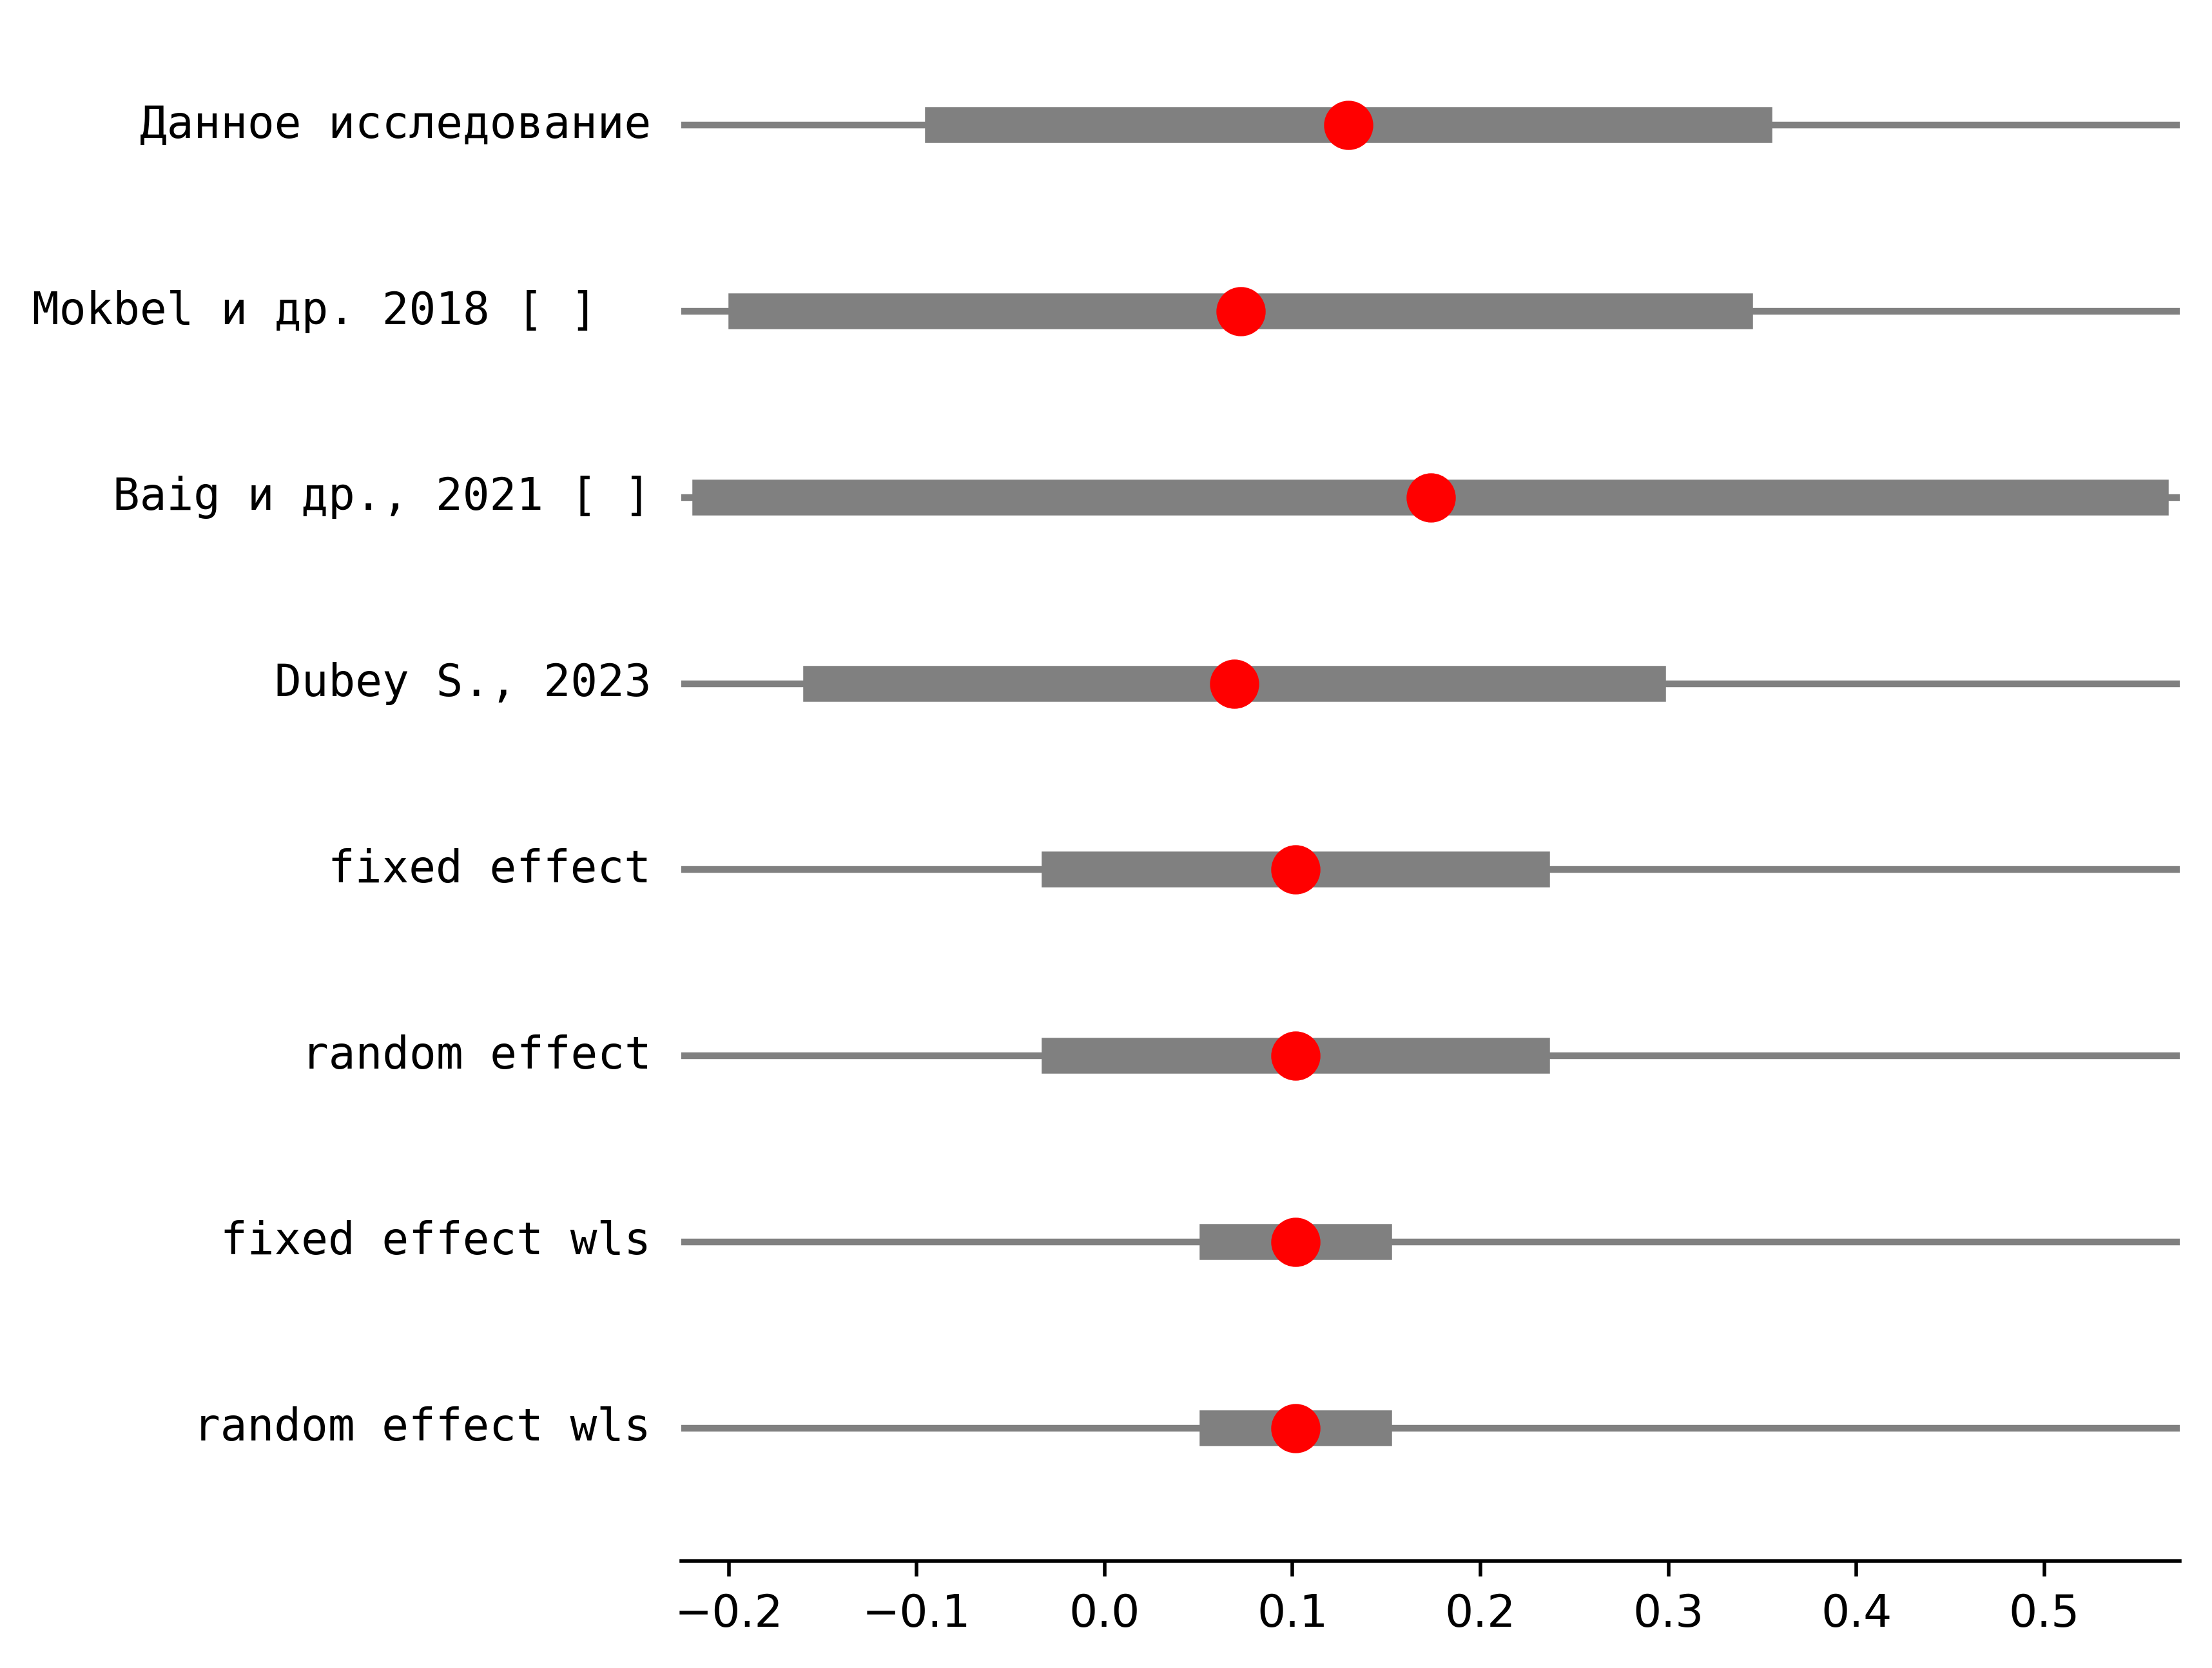 Данное исследование
Mokbel и др. 2018 [ ]
Baig и др., 2021 [ ]
Dubey S., 2023
fixed effect
random effect
fixed effect wls
random effect wls
−0.2 −0.1 0.0 0.1 0.2 0.3 0.4 0.5